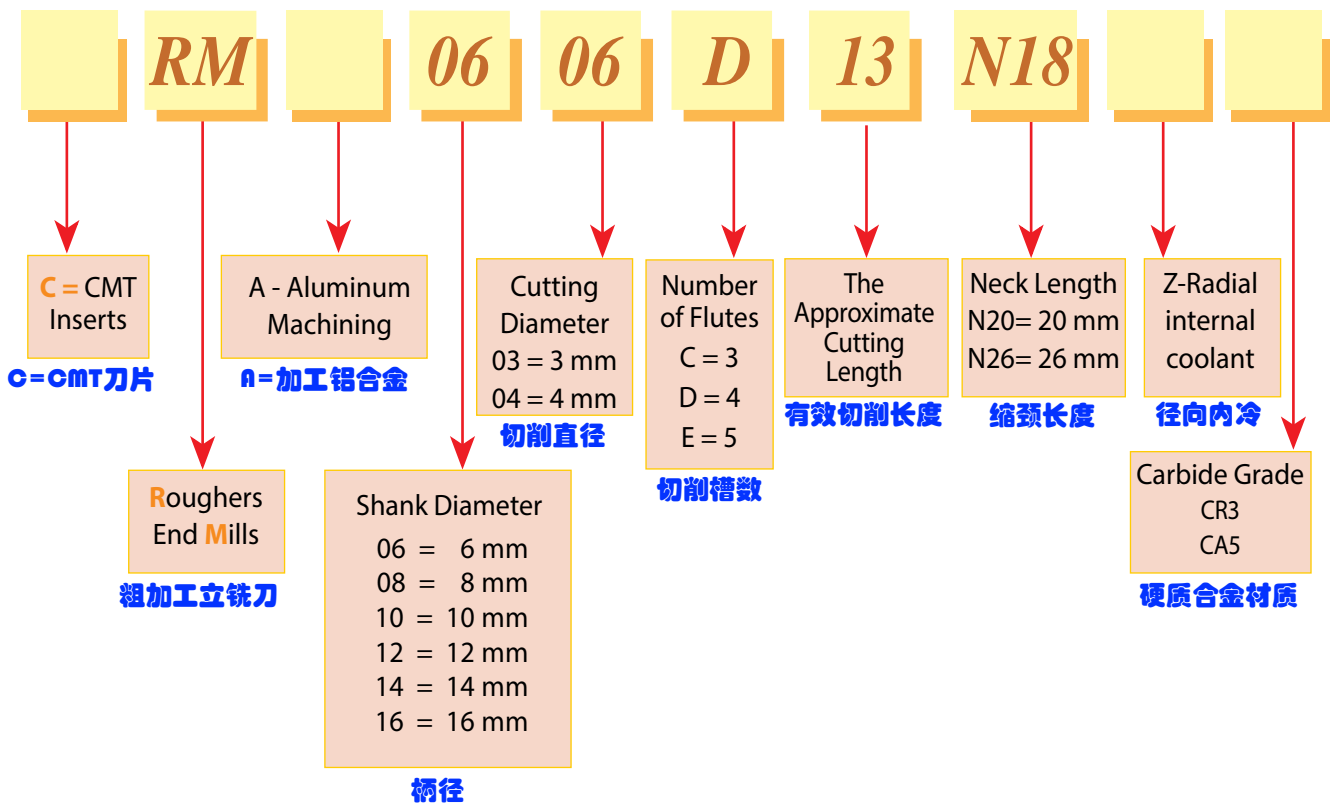 RM 06 06 D 13 N18
C = CMT
Inserts
C=CMT刀片
Roughers
End Mills
粗加工立铣刀
A - Aluminum
Machining
A=加工铝合金
Shank Diameter
06 = 6 mm
08 = 8 mm
10 = 10 mm
12 = 12 mm
14 = 14 mm
16 = 16 mm
柄径
Cutting
Diameter
03 = 3 mm
04 = 4 mm
切削直径
Number
of Flutes
C = 3
D = 4
E = 5
切削槽数
The
Approximate
Cutting
Length
有效切削长度
Neck Length
N20= 20 mm
N26= 26 mm
缩颈长度
Z-Radial
internal
coolant
径向内冷
Carbide Grade
CR3
CA5
硬质合金材质